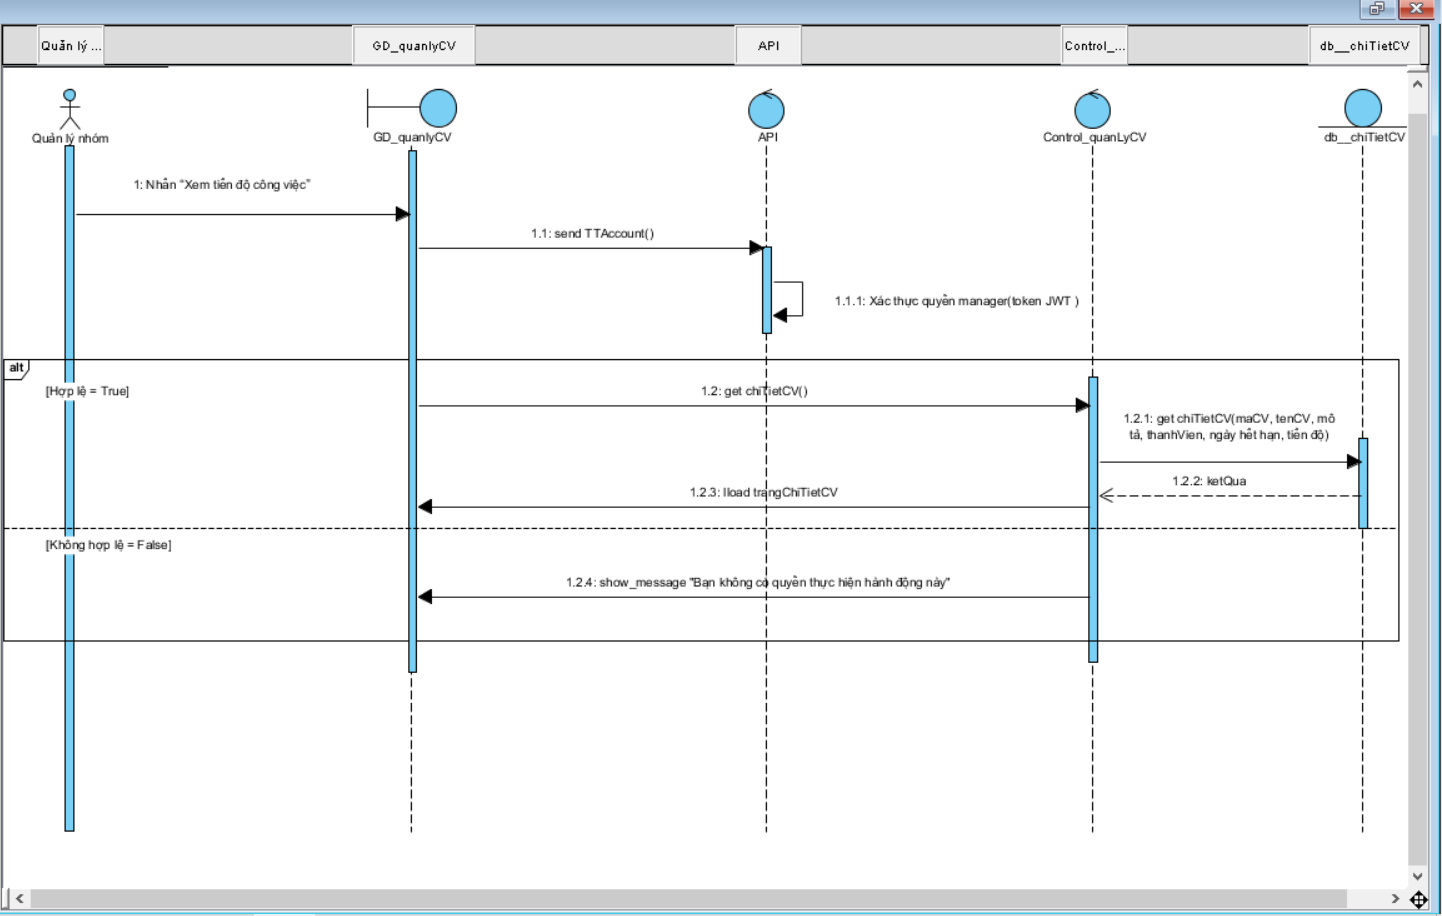 Quản lý ...
GD_quanlyCV
API
Control_...
db__chiTietCV
Quản lý nhóm
GD_quanlyCV
API
Control_quanLyCV
db__chiTietCV
1: Nhấn "Xem tiến độ công việc"
1.1: send TTAccount()
1.1.1: Xác thực quyền manager(token JWT )
alt
[Hợp lệ = True]
1.2: get chiTietCV()
1.2.1: get chiTietCV(maCV, tenCV, mô
tả, thanhVien, ngày hết hạn, tiến độ)
1.2.2: ketQua
1.2.3: lload trangChiTietCV
[Không hợp lệ = False]
1.2.4: show_message "Bạn không có quyền thực hiện hành động này"